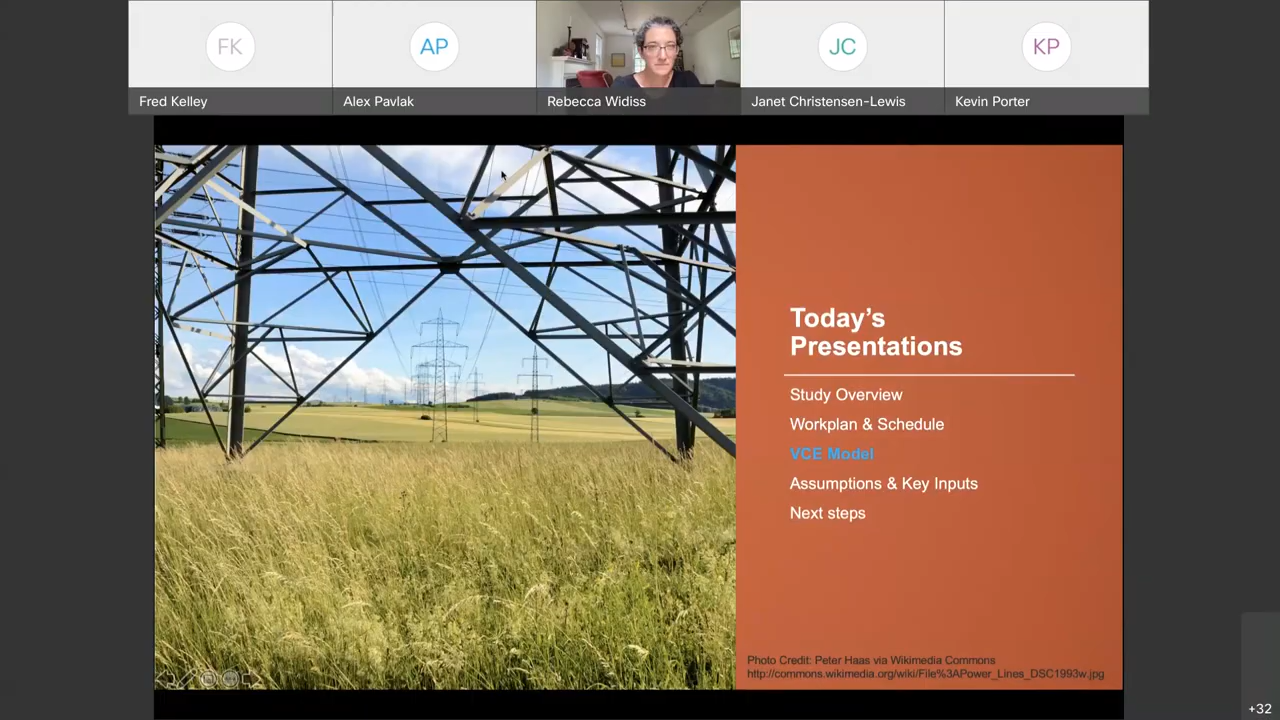 FK
AP
JC
KP
Fred Kelley
Alex Pavlak
Rebecca Widiss
Janet Christensen-Lewis
Kevin Porter
Today's
Presentations
Study Overview
Workplan & Schedule
VCE Model
Assumptions & Key Inputs
Next steps
Photo Credit: Peter Haas via Wikimedia Commons
http://commons.wikimedia.org/wiki/File%3APower_Lines_DSC1993w.jpg
+32